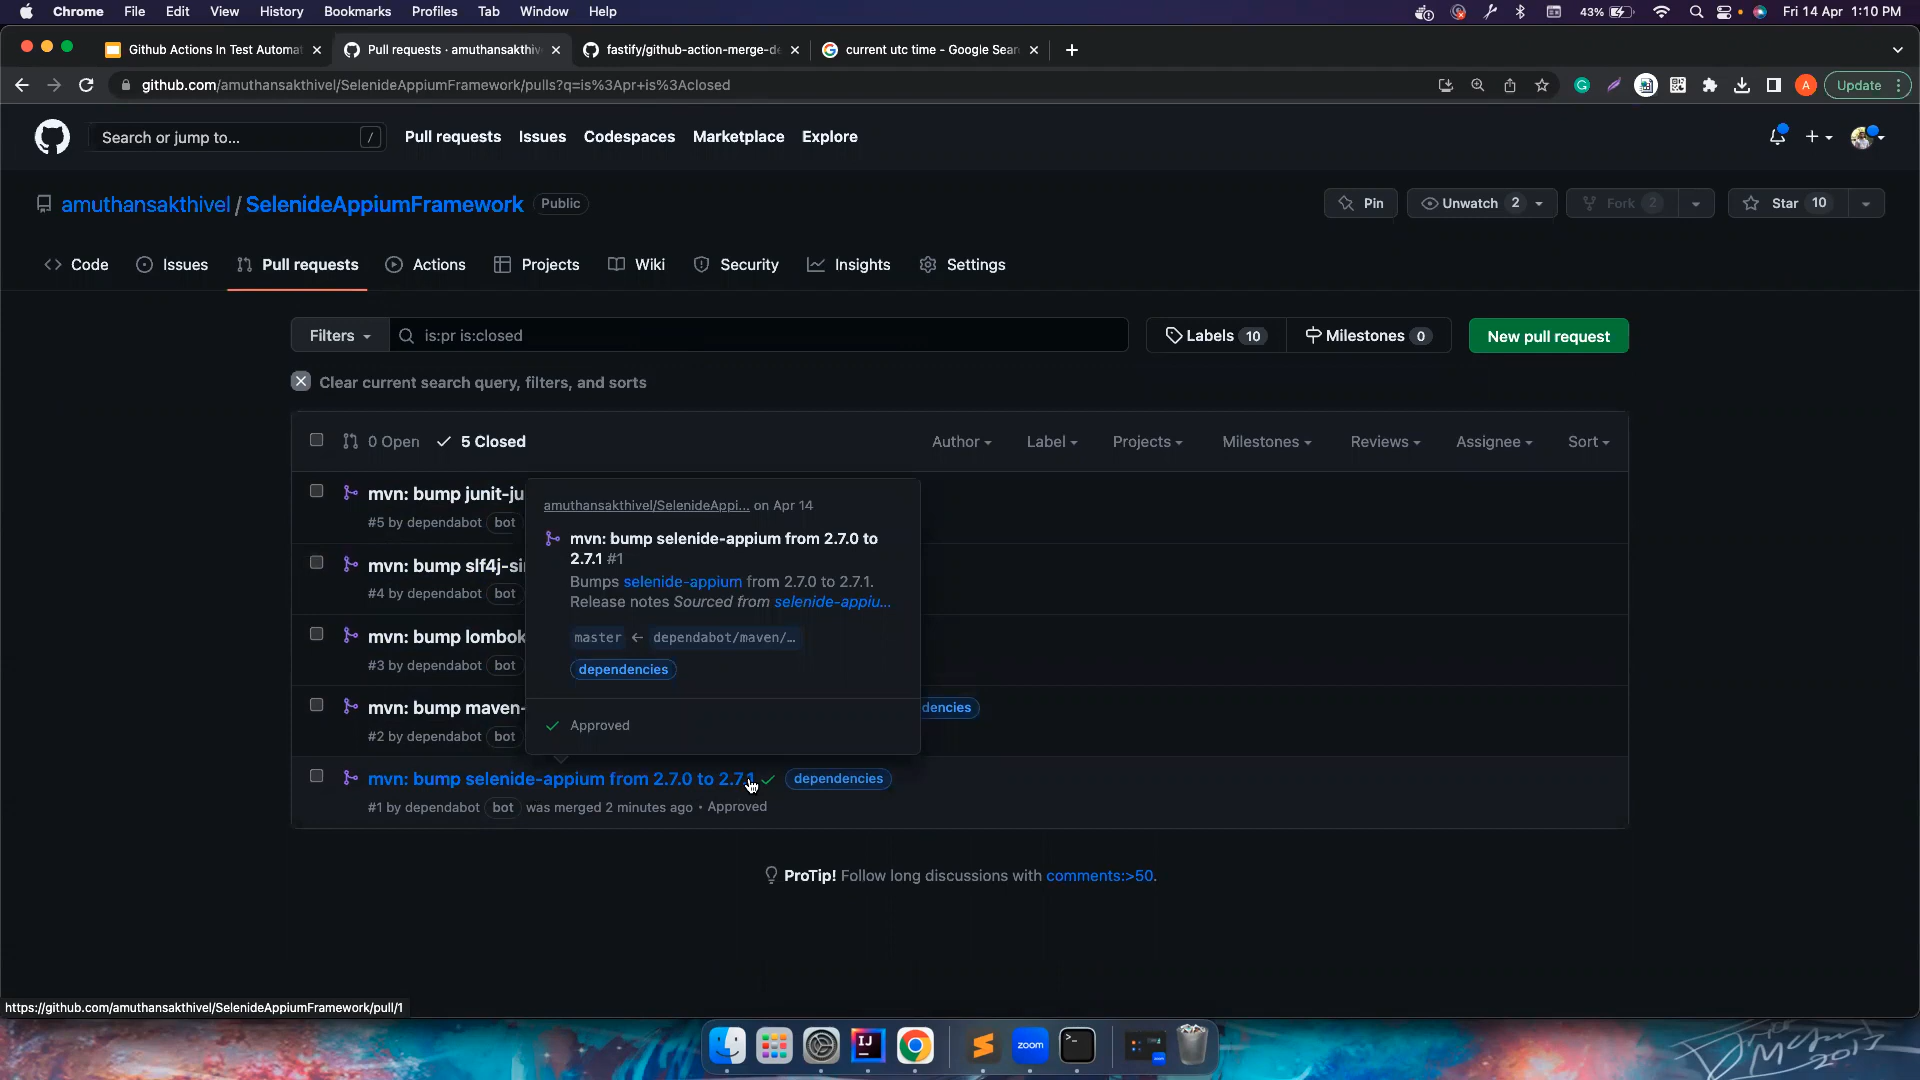 Chrome File Edit View History Bookmarks Profiles Tab Window Help 43% Fri 14 Apr 1:10 PM
Github Actions In Test Automat Pull requests · amuthansakthiv fastify/github-action-merge-de current utc time - Google Sear
github.com/amuthansakthivel/SelenideAppiumFramework/pulls?q=is%3Apr+is%3Aclosed A Update
Search or jump to... / Pull requests Issues Codespaces Marketplace Explore
amuthansakthivel / SelenideAppiumFramework Public Pin Unwatch 2 Fork 2 Star 10
Code Issues Pull requests Actions Projects Wiki Security Insights Settings
Filters is:pr is:closed Labels 10 Milestones 0 New pull request
Clear current search query, filters, and sorts
0 Open 5 Closed Author Label Projects Milestones Reviews Assignee Sort
mvn: bump junit-ju
#5 by dependabot bot
mvn: bump slf4j-si
#4 by dependabot bot
mvn: bump lombok
#3 by dependabot bot
mvn: bump maven- dencies
#2 by dependabot bot
amuthansakthivel/SelenideAppi... on Apr 14
mvn: bump selenide-appium from 2.7.0 to
2.7.1 #1
Bumps selenide-appium from 2.7.0 to 2.7.1.
Release notes Sourced from selenide-appiu...
master ← dependabot/maven/...
dependencies
Approved
mvn: bump selenide-appium from 2.7.0 to 2.7.1 dependencies
#1 by dependabot bot was merged 2 minutes ago • Approved
ProTip! Follow long discussions with comments:>50.
https://github.com/amuthansakthivel/SelenideAppiumFramework/pull/1
IJ zoom
2017